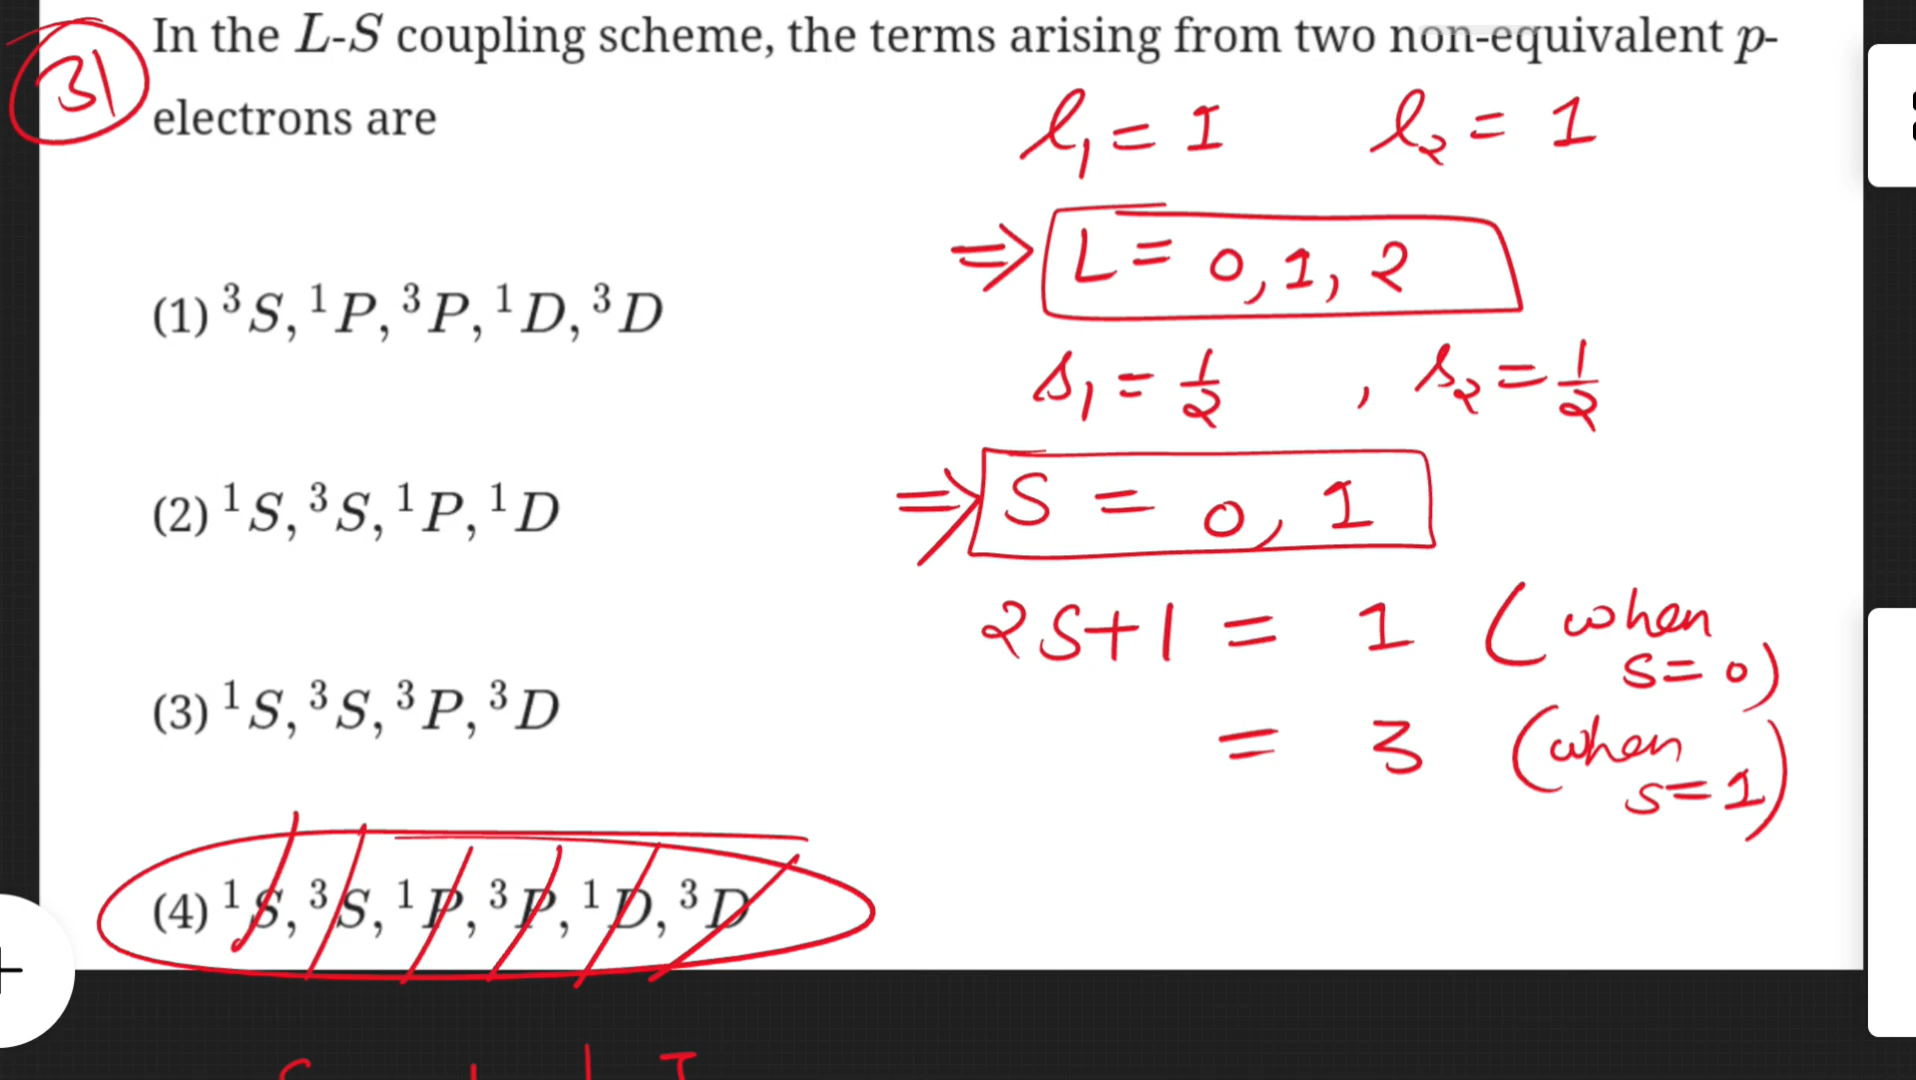 31
In the L-S coupling scheme, the terms arising from two non-equivalent p-
electrons are
l₁ = 1 l₂ = 1
⇒ L = 0, 1, 2
(1) ³S, ¹P, ³P, ¹D, ³D
s₁ = 1/2 , s₂ = 1/2
(2) ¹S, ³S, ¹P, ¹D
⇒ S = 0, 1
2S+1 = 1 (when
s=0)
(3) ¹S, ³S, ³P, ³D
= 3 (when
s=1)
(4) ¹S, ³S, ¹P, ³P, ¹D, ³D